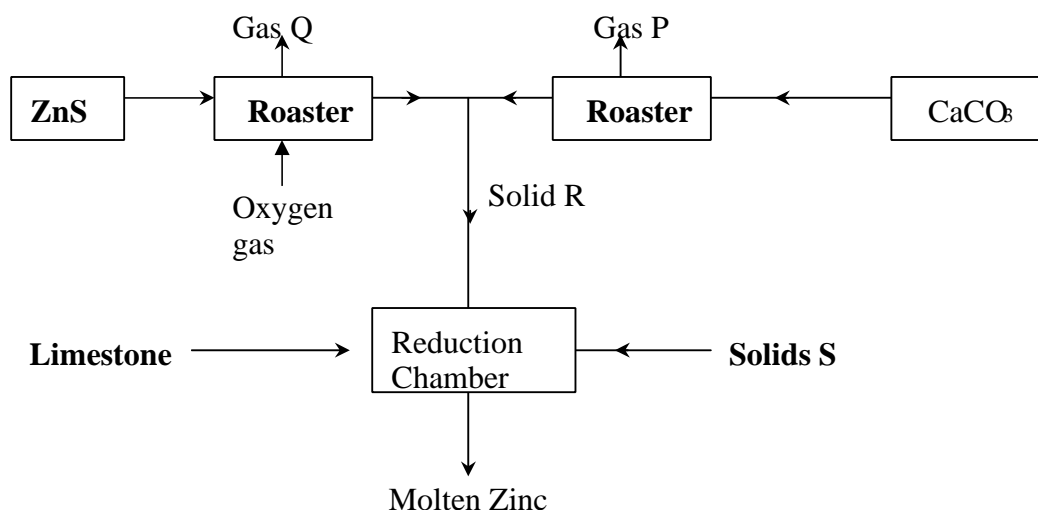 Gas Q
Gas P
ZnS
Roaster
Roaster
CaCO₃
Oxygen
gas
Solid R
Limestone
Reduction
Chamber
Solids S
Molten Zinc